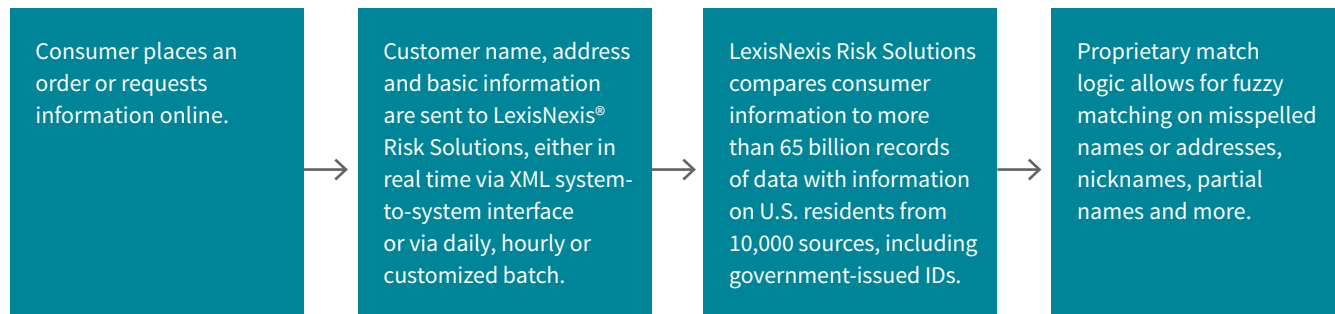 Consumer places an
order or requests
information online.
Customer name, address
and basic information
are sent to LexisNexis®
Risk Solutions, either in
real time via XML system-
to-system interface
or via daily, hourly or
customized batch.
LexisNexis Risk Solutions
compares consumer
information to more
than 65 billion records
of data with information
on U.S. residents from
10,000 sources, including
government-issued IDs.
Proprietary match
logic allows for fuzzy
matching on misspelled
names or addresses,
nicknames, partial
names and more.